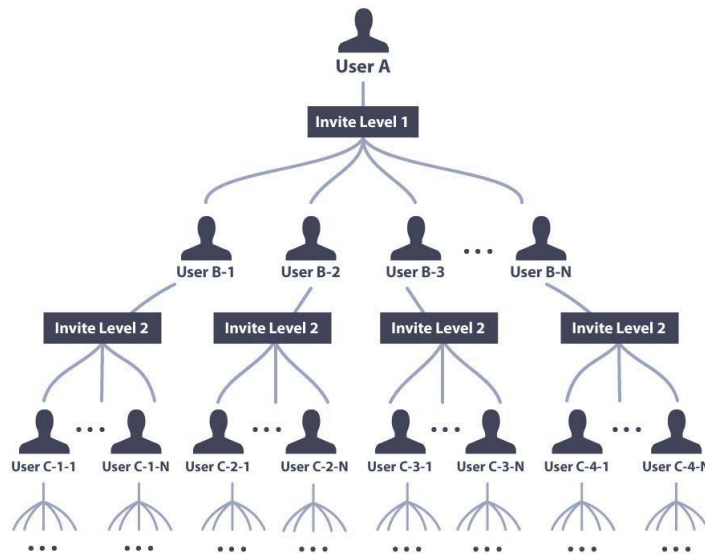 User A
Invite Level 1
User B-1
User B-2
User B-3
User B-N
Invite Level 2
Invite Level 2
Invite Level 2
Invite Level 2
User C-1-1
User C-1-N
User C-2-1
User C-2-N
User C-3-1
User C-3-N
User C-4-1
User C-4-N